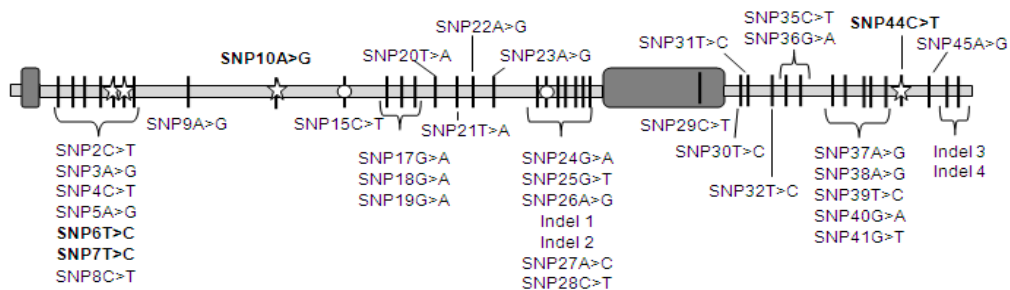 SNP22A>G
SNP10A>G
SNP20T>A
SNP23A>G
SNP31T>C
SNP35C>T
SNP36G>A
SNP44C>T
SNP45A>G
SNP9A>G
SNP15C>T
SNP21T>A
SNP29C>T
SNP30T>C
SNP32T>C
SNP2C>T
SNP3A>G
SNP4C>T
SNP5A>G
SNP6T>C
SNP7T>C
SNP8C>T
SNP17G>A
SNP18G>A
SNP19G>A
SNP24G>A
SNP25G>T
SNP26A>G
Indel 1
Indel 2
SNP27A>C
SNP28C>T
SNP37A>G
SNP38A>G
SNP39T>C
SNP40G>A
SNP41G>T
Indel 3
Indel 4